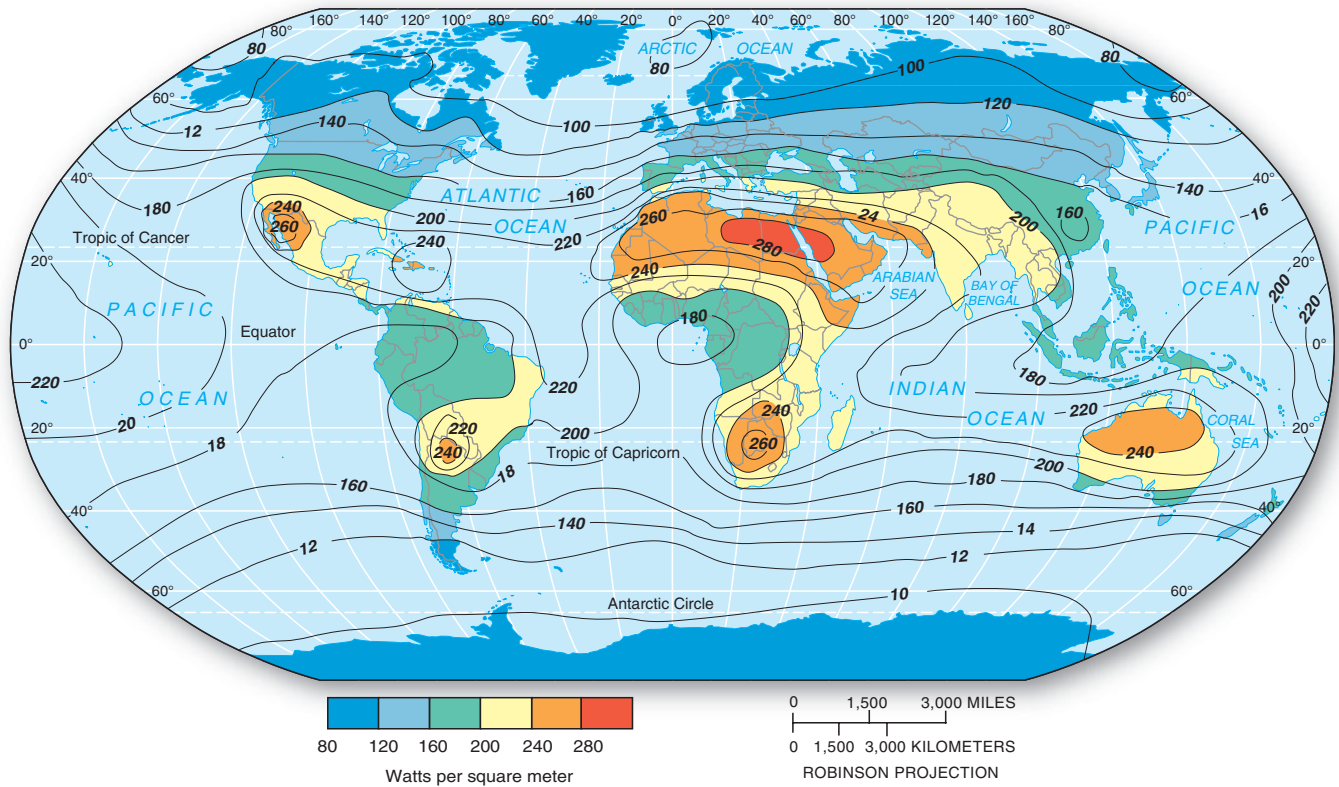 160° 140° 120° 100° 80° 60° 40° 20° 0° 20° 40° 60° 80° 100° 120° 140° 160°
80° 80°
80 ARCTIC OCEAN 80
80 100
60° 60°
12 140 100 120
40° 160 140 40°
180 ATLANTIC 16
240 200 OCEAN 260 24 200 160 PACIFIC
260 220
Tropic of Cancer 240 280
20° 240 ARABIAN SEA BAY OF BENGAL 20°
OCEAN 200
PACIFIC 180 220
Equator
0° 0°
220 180
OCEAN 220 INDIAN
20 18 240 220 CORAL SEA
20° 220 200 OCEAN 20°
240 Tropic of Capricorn 260 240
18 200
160 180
40° 140 160 40°
14
12 12
60° 60°
10
Antarctic Circle
80 120 160 200 240 280
Watts per square meter
0 1,500 3,000 MILES
0 1,500 3,000 KILOMETERS
ROBINSON PROJECTION